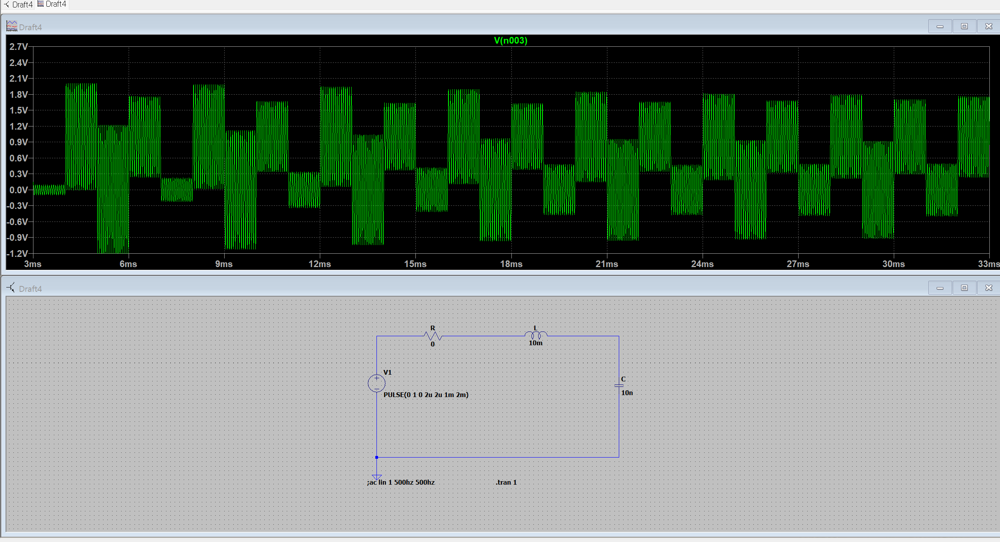 Draft4 Draft4
Draft4
V(n003)
2.7V
2.4V
2.1V
1.8V
1.5V
1.2V
0.9V
0.6V
0.3V
0.0V
-0.3V
-0.6V
-0.9V
-1.2V
3ms 6ms 9ms 12ms 15ms 18ms 21ms 24ms 27ms 30ms 33ms
Draft4
R
0
L
10m
V1
PULSE(0 1 0 2u 2u 1m 2m)
C
10n
;ac lin 1 500hz 500hz
.tran 1